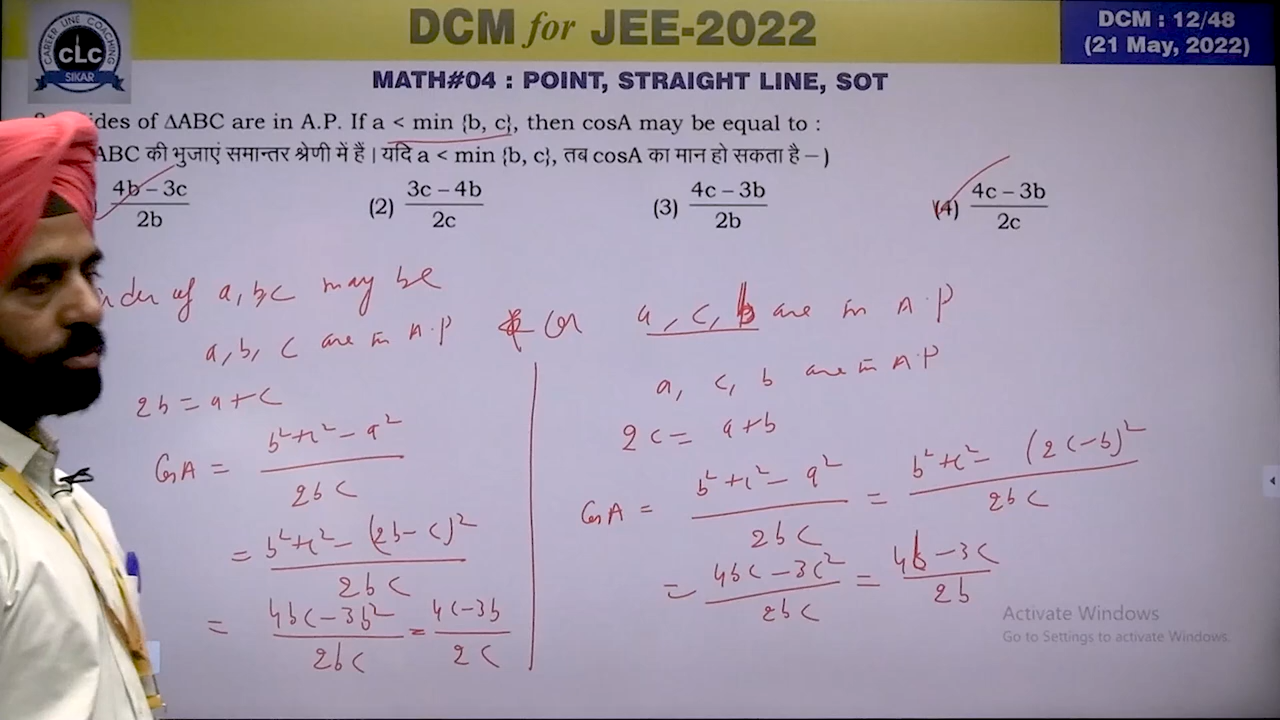 CAREER LINE COACHING
CLC
SIKAR
DCM for JEE-2022
DCM : 12/48
(21 May, 2022)
MATH#04 : POINT, STRAIGHT LINE, SOT
ides of ΔABC are in A.P. If a < min {b, c}, then cosA may be equal to :
ABC की भुजाएं समान्तर श्रेणी में हैं। यदि a < min {b, c}, तब cosA का मान हो सकता है – )
4b – 3c / 2b
(2) 3c – 4b / 2c
(3) 4c – 3b / 2b
(4) 4c – 3b / 2c
der of a, b, c may be
a, b, c are in A.P or a, c, b are in A.P
2b = a + c
CosA = b² + c² – a² / 2bc
= b² + c² – (2b – c)² / 2bc
= 4bc – 3b² / 2bc = 4c – 3b / 2c
a, c, b are in A.P
2c = a + b
CosA = b² + c² – a² / 2bc = b² + c² – (2c – b)² / 2bc
= 4bc – 3c² / 2bc = 4b – 3c / 2b
Activate Windows
Go to Settings to activate Windows.